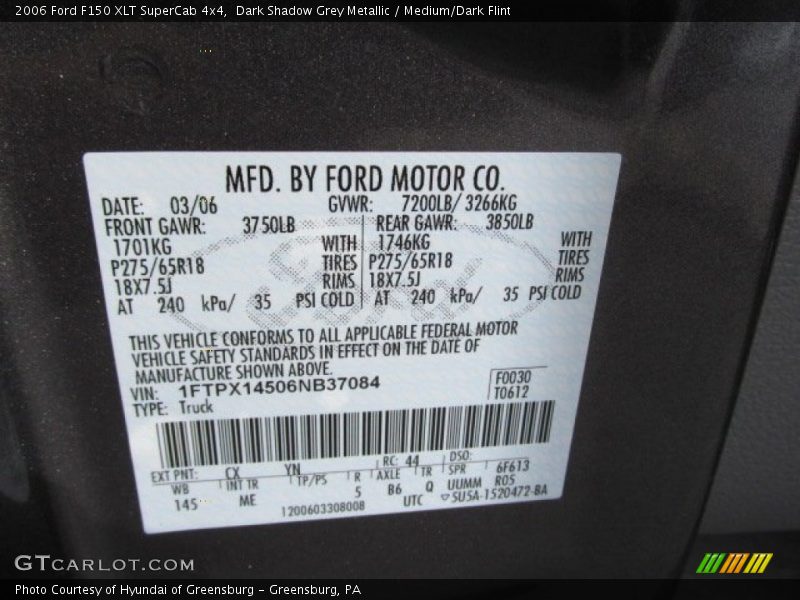 2006 Ford F150 XLT SuperCab 4x4,  Dark Shadow Grey Metallic / Medium/Dark Flint
MFD. BY FORD MOTOR CO.
DATE: 03/06 GVWR: 7200LB/ 3266KG
FRONT GAWR: 3750LB REAR GAWR: 3850LB
1701KG WITH 1746KG WITH
P275/65R18 TIRES P275/65R18 TIRES
18X7.5J RIMS 18X7.5J RIMS
AT 240 kPa/ 35 PSI COLD AT 240 kPa/ 35 PSI COLD
THIS VEHICLE CONFORMS TO ALL APPLICABLE FEDERAL MOTOR
VEHICLE SAFETY STANDARDS IN EFFECT ON THE DATE OF
MANUFACTURE SHOWN ABOVE.
VIN: 1FTPX14506NB37084 F0030
TYPE: Truck T0612
EXT PNT: CX YN RC: 44 DSO:
WB INT TR TP/PS R AXLE TR SPR 6F613
145 ME 5 B6 Q UUMM R05
1200603308008 UTC ▽5U5A-1520472-BA
Ford
GTCARLOT.COM
Photo Courtesy of Hyundai of Greensburg - Greensburg, PA